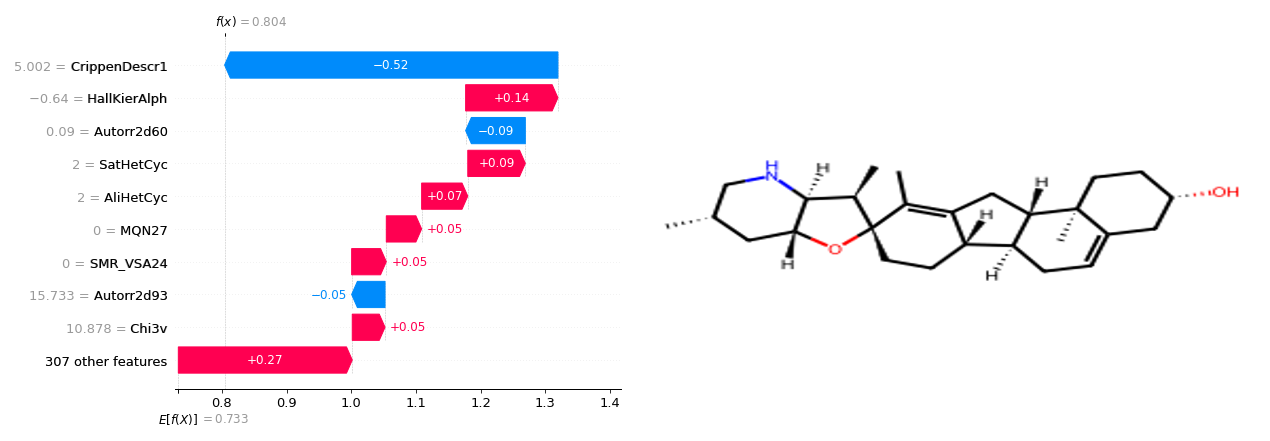 f(x) = 0.804
5.002 = CrippenDescr1
−0.52
−0.64 = HallKierAlph
+0.14
0.09 = Autorr2d60
−0.09
2 = SatHetCyc
+0.09
2 = AliHetCyc
+0.07
0 = MQN27
+0.05
0 = SMR_VSA24
+0.05
15.733 = Autorr2d93
−0.05
10.878 = Chi3v
+0.05
307 other features
+0.27
0.8 0.9 1.0 1.1 1.2 1.3 1.4
E[f(X)] = 0.733
H
N
H
H
O
H
H
H
OH